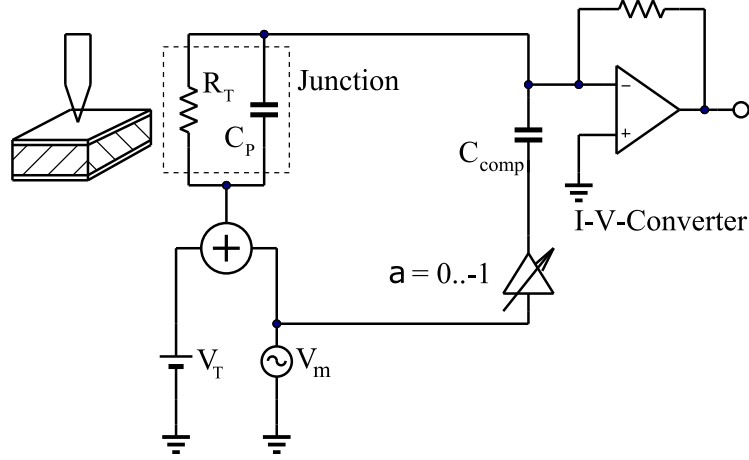 R_T
Junction
C_P
C_comp
−
+
I-V-Converter
+
a = 0..-1
V_T
V_m